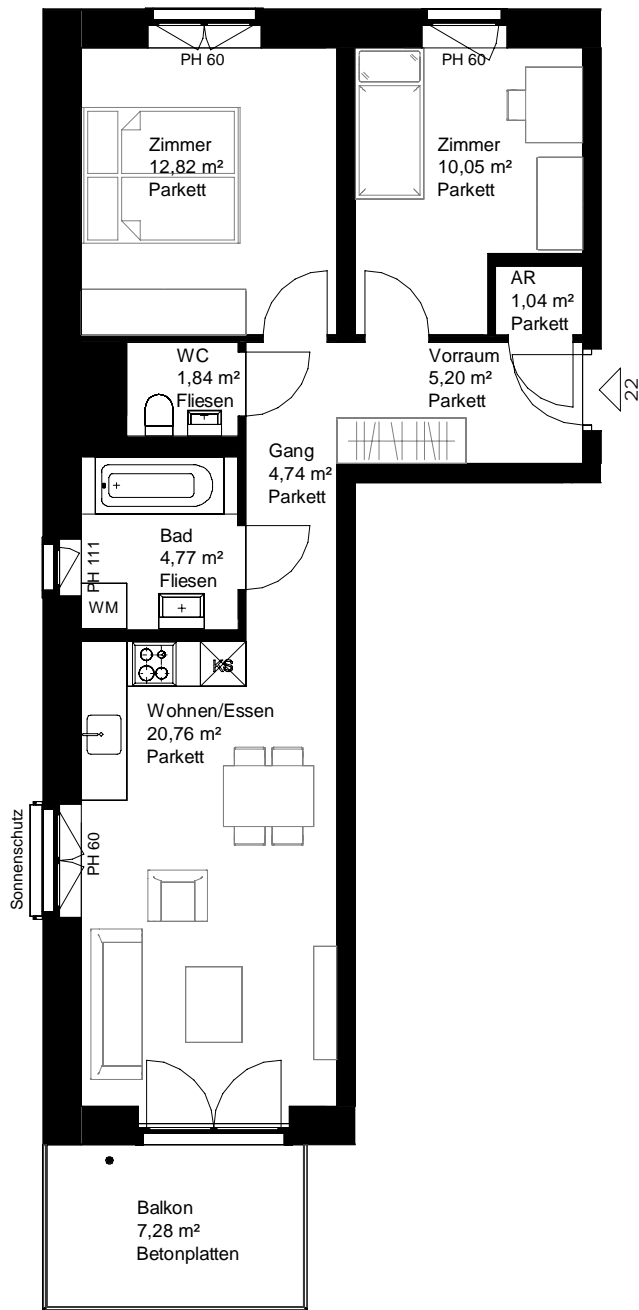 PH 60
PH 60
Zimmer
12,82 m²
Parkett
Zimmer
10,05 m²
Parkett
AR
1,04 m²
Parkett
WC
1,84 m²
Fliesen
Vorraum
5,20 m²
Parkett
22
Gang
4,74 m²
Parkett
Bad
4,77 m²
Fliesen
PH 111
WM
KS
Wohnen/Essen
20,76 m²
Parkett
Sonnenschutz
PH 60
Balkon
7,28 m²
Betonplatten